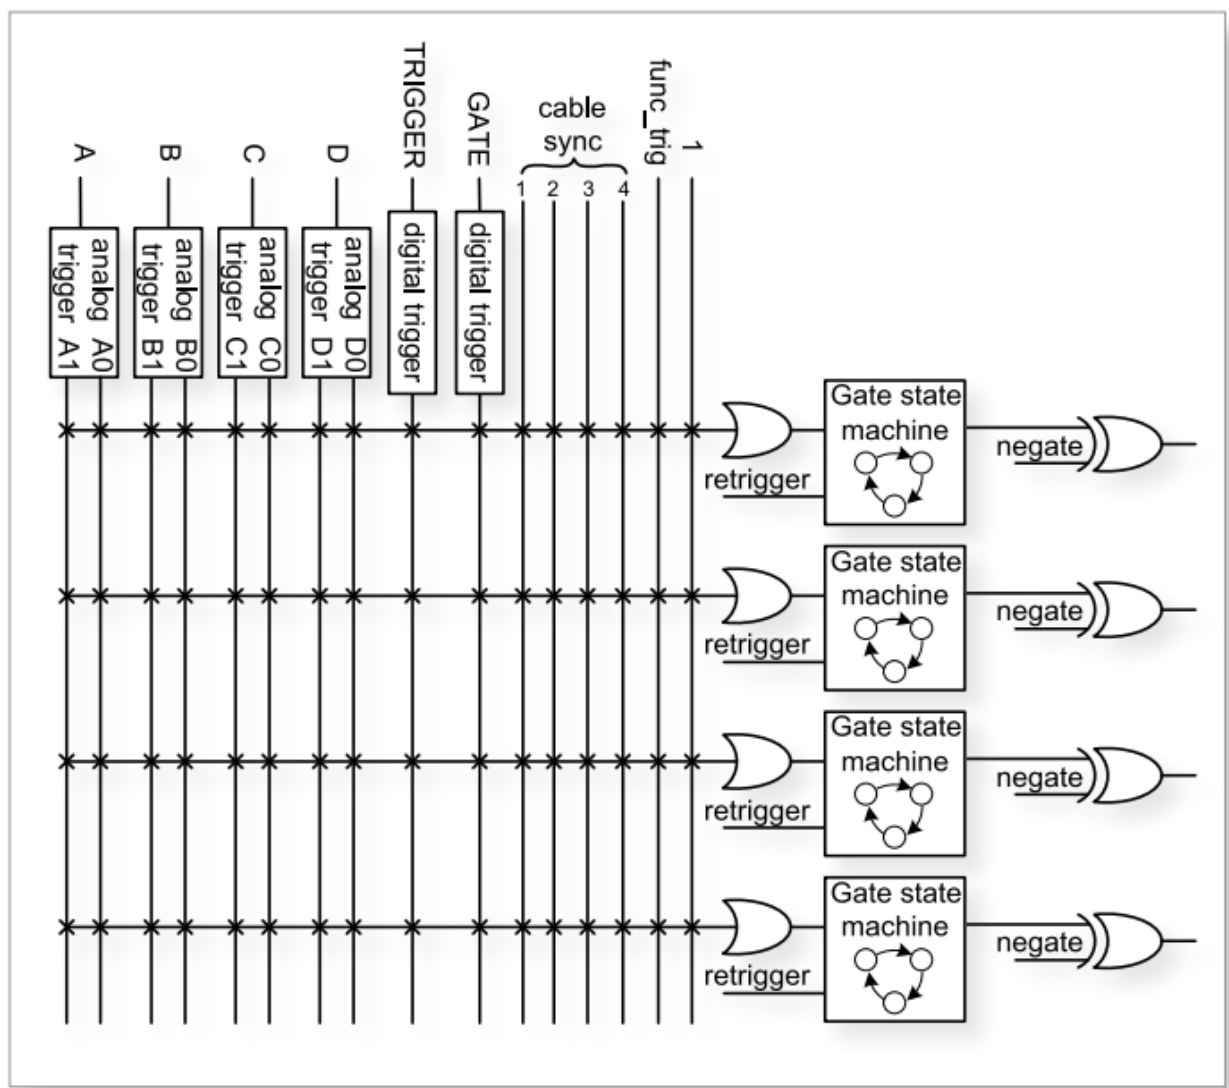 A
B
C
D
TRIGGER
GATE
cable
sync
1
2
3
4
func_trig
1
analog A0
trigger A1
analog B0
trigger B1
analog C0
trigger C1
analog D0
trigger D1
digital trigger
digital trigger
Gate state
machine
retrigger
negate
Gate state
machine
retrigger
negate
Gate state
machine
retrigger
negate
Gate state
machine
retrigger
negate